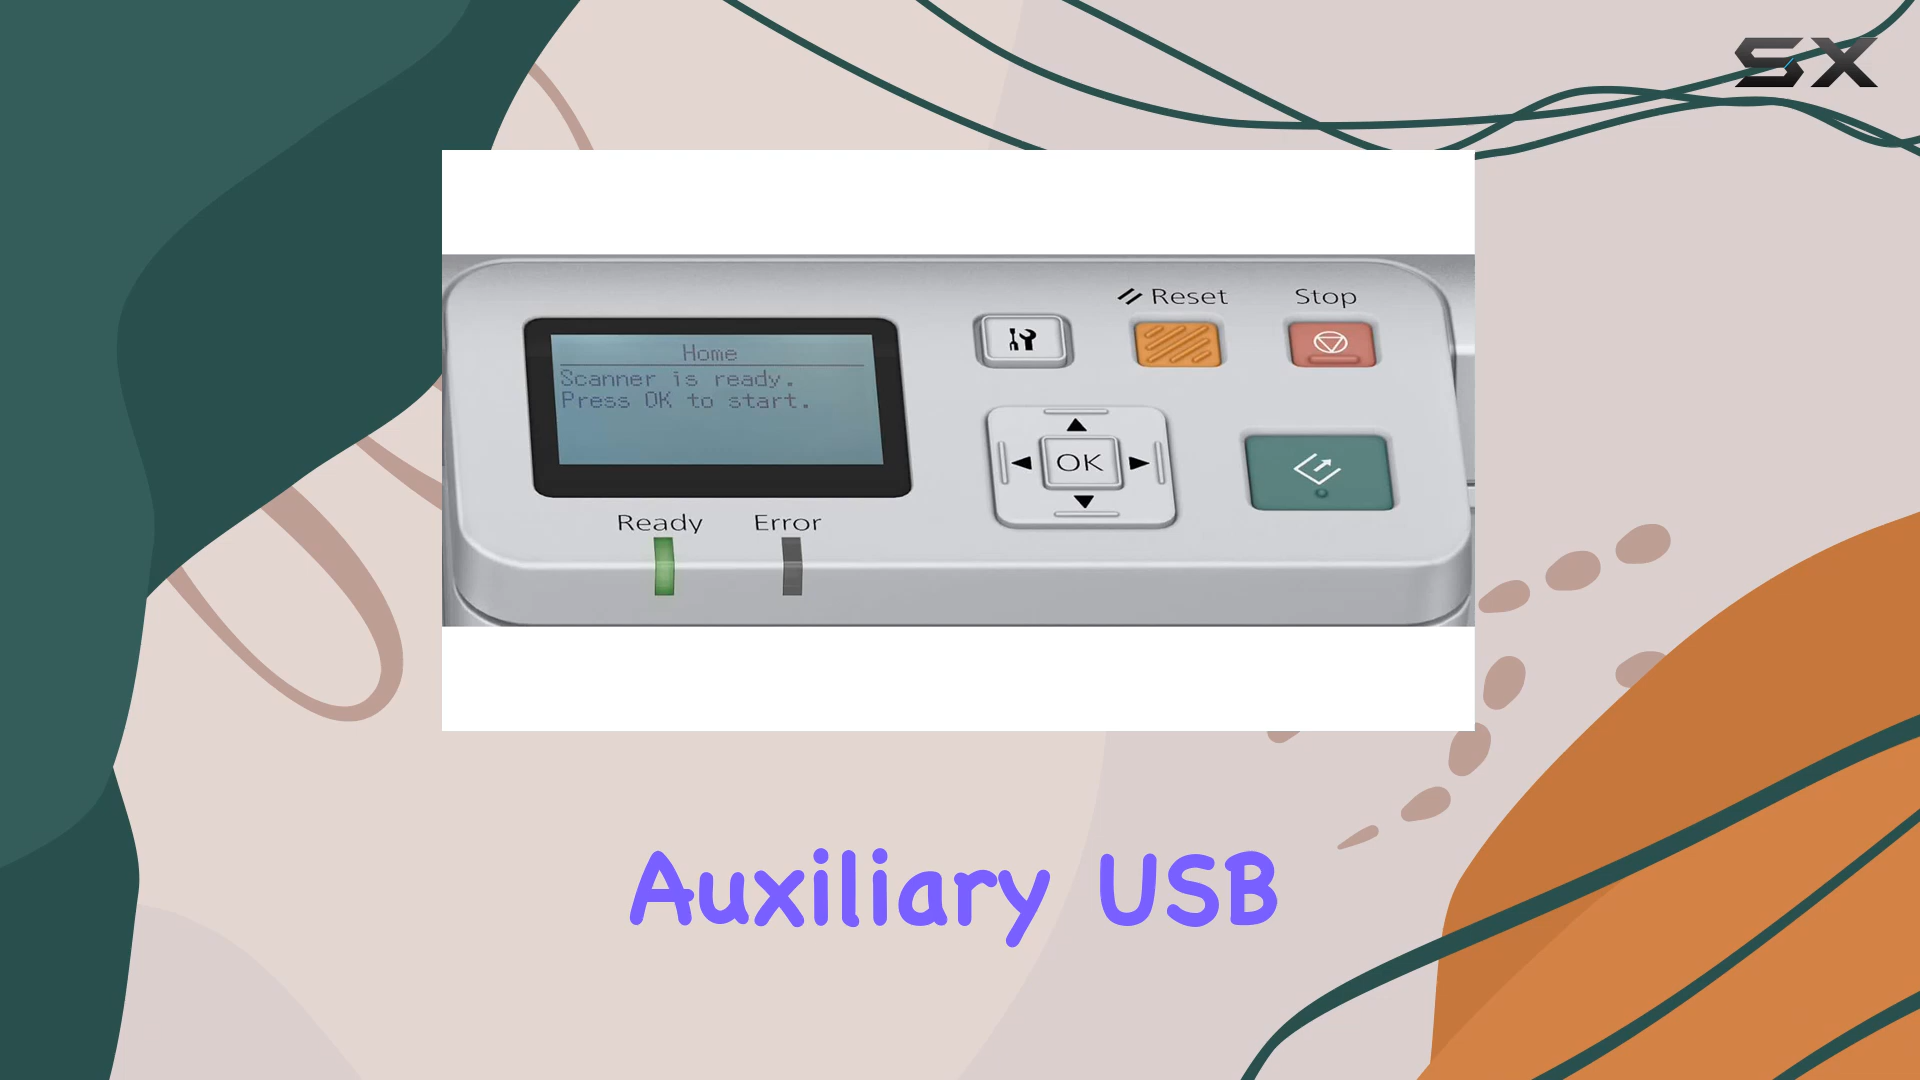 SX
Reset Stop
Home
Scanner is ready.
Press OK to start.
OK
Ready Error
Auxiliary USB